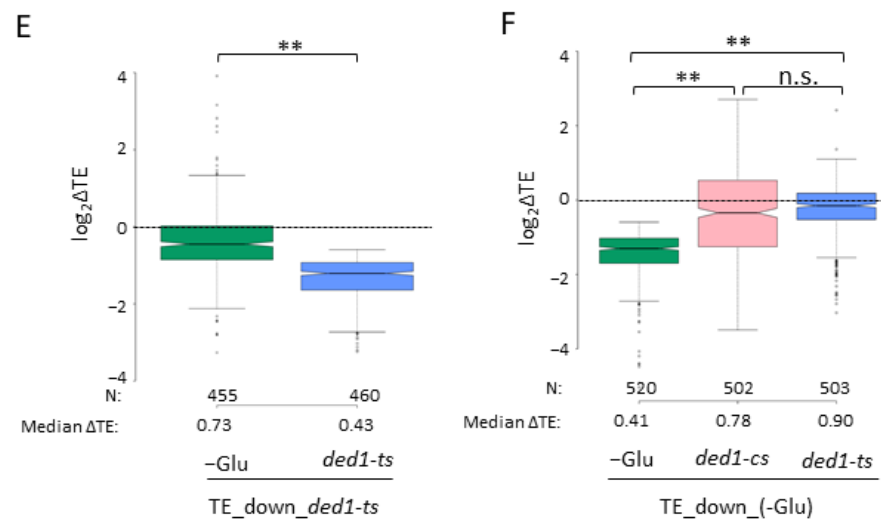 E
**
4
2
0
−2
−4
log₂ΔTE
N:
455
460
Median ΔTE:
0.73
0.43
−Glu
ded1-ts
TE_down_ded1-ts
F
**
**
n.s.
4
2
0
−2
−4
log₂ΔTE
N:
520
502
503
Median ΔTE:
0.41
0.78
0.90
−Glu
ded1-cs
ded1-ts
TE_down_(-Glu)